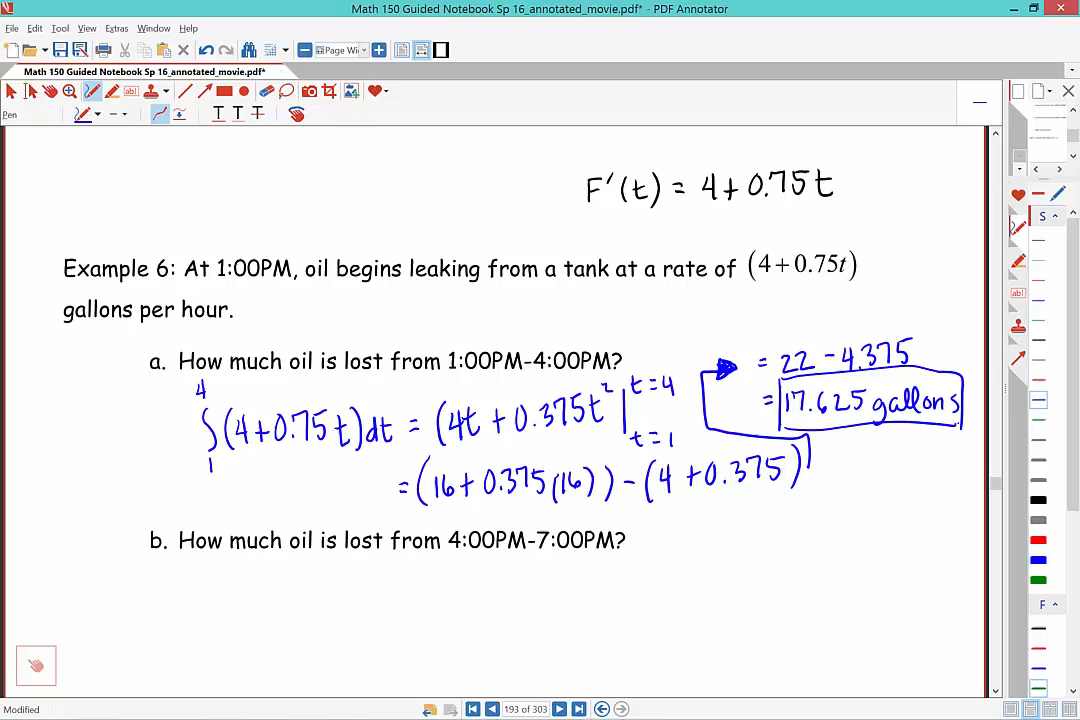 Math 150 Guided Notebook Sp 16_annotated_movie.pdf* - PDF Annotator
File Edit Tool View Extras Window Help
Page Wi
Math 150 Guided Notebook Sp 16_annotated_movie.pdf*
Pen
F'(t) = 4 + 0.75t
Example 6: At 1:00PM, oil begins leaking from a tank at a rate of (4 + 0.75t)
gallons per hour.
a. How much oil is lost from 1:00PM-4:00PM?
∫₁⁴ (4 + 0.75t)dt = (4t + 0.375t² |ₜ₌₁ᵗ⁼⁴
= (16 + 0.375(16)) - (4 + 0.375)
= 22 - 4.375
= 17.625 gallons
b. How much oil is lost from 4:00PM-7:00PM?
S
F
Modified
193 of 303